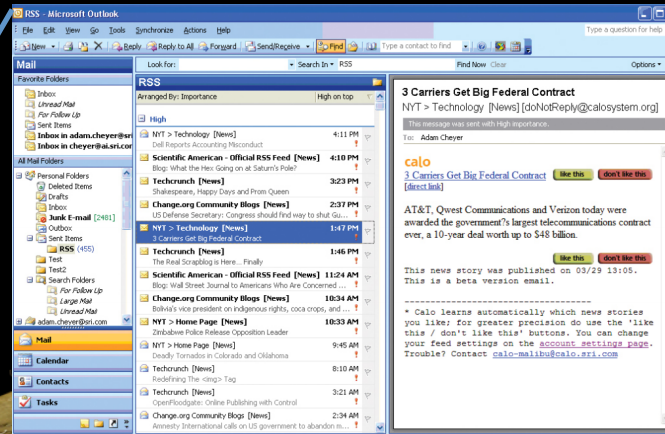 RSS - Microsoft Outlook
File Edit View Go Tools Synchronize Actions Help
Type a question for help
New Reply Reply to All Forward Send/Receive Find Type a contact to find
Mail
Look for: Search In RSS Find Now Clear Options
Favorite Folders
Inbox
Unread Mail
For Follow Up
Sent Items
Inbox in adam.cheyer@sri
Inbox in cheyer@ai.sri.com
All Mail Folders
Personal Folders
Deleted Items
Drafts
Inbox
Junk E-mail [2481]
Outbox
Sent Items
RSS (455)
Test
Test2
Search Folders
For Follow Up
Large Mail
Unread Mail
adam.cheyer@sri.com
Mail
Calendar
Contacts
Tasks
RSS
Arranged By: Importance High on top
High
NYT > Technology [News] 4:11 PM
Dell Reports Accounting Misconduct
Scientific American - Official RSS Feed [News] 4:10 PM
Blog: What the Hex Going on at Saturn's Pole?
Techcrunch [News] 3:23 PM
Shakespeare, Happy Days and Prom Queen
Change.org Community Blogs [News] 2:37 PM
US Defense Secretary: Congress should find way to shut Gu...
NYT > Technology [News] 1:47 PM
3 Carriers Get Big Federal Contract
Techcrunch [News] 1:46 PM
The Real Scrapblog is Here... Finally
Scientific American - Official RSS Feed [News] 11:24 AM
Blog: Wall Street Journal to Americans Who Are Concerned ...
Change.org Community Blogs [News] 10:34 AM
Bolivia's vice president on indigenous rights, coca crops, and ...
NYT > Home Page [News] 10:33 AM
Zimbabwe Police Release Opposition Leader
NYT > Home Page [News] 9:45 AM
Deadly Tornados in Colorado and Oklahoma
Techcrunch [News] 8:10 AM
Redefining The <img> Tag
Techcrunch [News] 3:21 AM
OpenFloodgate: Online Publishing with Control
Change.org Community Blogs [News] 2:34 AM
Amnesty International calls on US government to abandon m...
3 Carriers Get Big Federal Contract
NYT > Technology [News] [doNotReply@calosystem.org]
This message was sent with High importance.
To: Adam Cheyer
calo
3 Carriers Get Big Federal Contract like this don't like this
[direct link]
AT&T, Qwest Communications and Verizon today were
awarded the government?s largest telecommunications contract
ever, a 10-year deal worth up to $48 billion.
like this don't like this
This news story was published on 03/29 13:05.
This is a beta version email.
------------------------------------
* Calo learns automatically which news stories
you like; for greater precision do use the 'like
this / don't like this' buttons. You can change
your feed settings on the account settings page.
Trouble? Contact calo-malibu@calo.sri.com